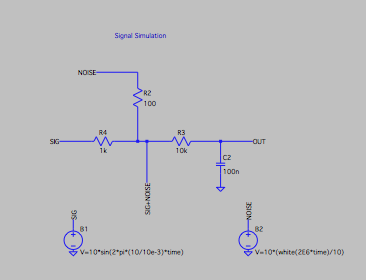 Signal Simulation
NOISE
R2
100
SIG
R4
1k
R3
10k
OUT
C2
100n
SIG+NOISE
SIG
B1
V=10*sin(2*pi*(10/10e-3)*time)
NOISE
B2
V=10*(white(2E6*time)/10)